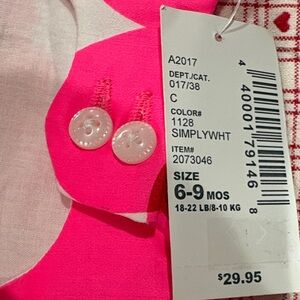 A2017
DEPT./CAT.
017/38
C
COLOR#
1128
SIMPLYWHT
ITEM#
2073046
SIZE
6-9 MOS
18-22 LB/8-10 KG
$29.95
4 40001 79146 8